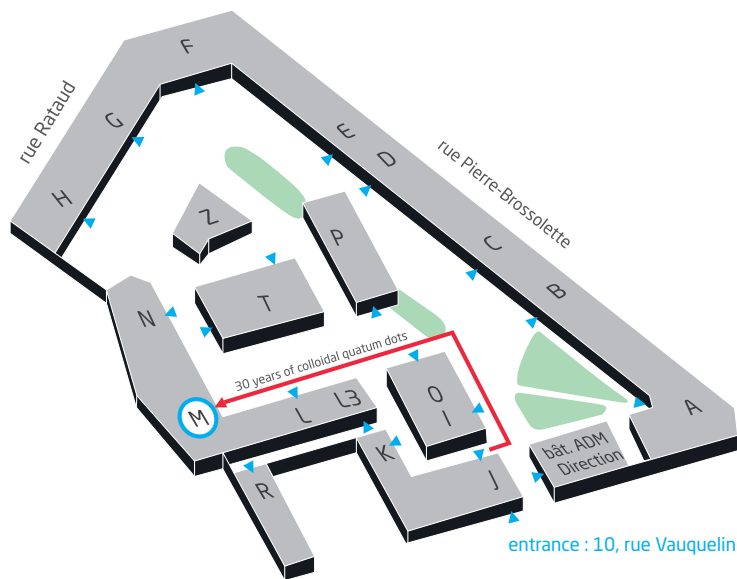 F
rue Rataud
G
E
D
rue Pierre-Brossolette
H
Z
P
C
B
N
T
30 years of colloidal quatum dots
L3
O
I
A
M
L
K
bât. ADM
Direction
R
J
entrance : 10, rue Vauquelin